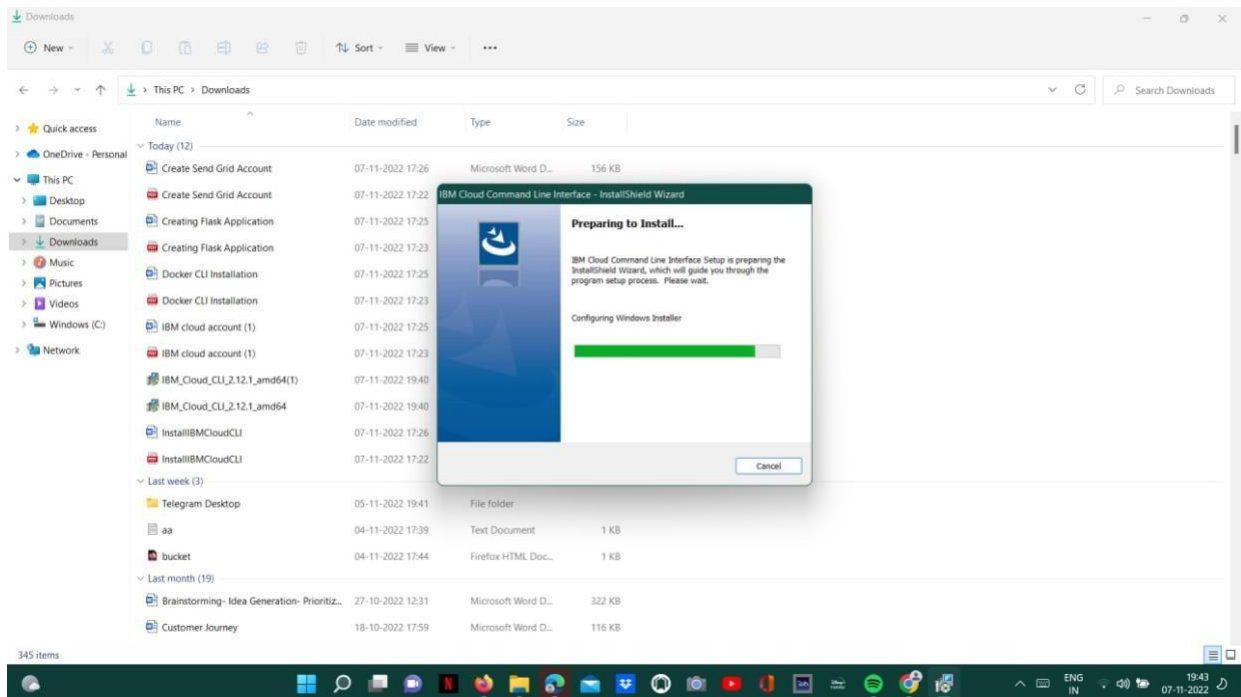 Downloads
New
Sort
View
This PC > Downloads
Search Downloads
Quick access
OneDrive - Personal
This PC
Desktop
Documents
Downloads
Music
Pictures
Videos
Windows (C:)
Network
Name Date modified Type Size
Today (12)
Create Send Grid Account 07-11-2022 17:26 Microsoft Word D... 156 KB
Create Send Grid Account 07-11-2022 17:22
Creating Flask Application 07-11-2022 17:25
Creating Flask Application 07-11-2022 17:23
Docker CLI Installation 07-11-2022 17:25
Docker CLI Installation 07-11-2022 17:23
IBM cloud account (1) 07-11-2022 17:25
IBM cloud account (1) 07-11-2022 17:23
IBM_Cloud_CLI_2.12.1_amd64(1) 07-11-2022 19:40
IBM_Cloud_CLI_2.12.1_amd64 07-11-2022 19:40
InstallIBMCloudCLI 07-11-2022 17:26
InstallIBMCloudCLI 07-11-2022 17:22
Last week (3)
Telegram Desktop 05-11-2022 19:41 File folder
aa 04-11-2022 17:39 Text Document 1 KB
bucket 04-11-2022 17:44 Firefox HTML Doc... 1 KB
Last month (19)
Brainstorming- Idea Generation- Prioritiz... 27-10-2022 12:31 Microsoft Word D... 322 KB
Customer Journey 18-10-2022 17:59 Microsoft Word D... 116 KB
IBM Cloud Command Line Interface - InstallShield Wizard
Preparing to Install...
IBM Cloud Command Line Interface Setup is preparing the
InstallShield Wizard, which will guide you through the
program setup process. Please wait.
Configuring Windows Installer
Cancel
345 items
ENG
IN
19:43
07-11-2022